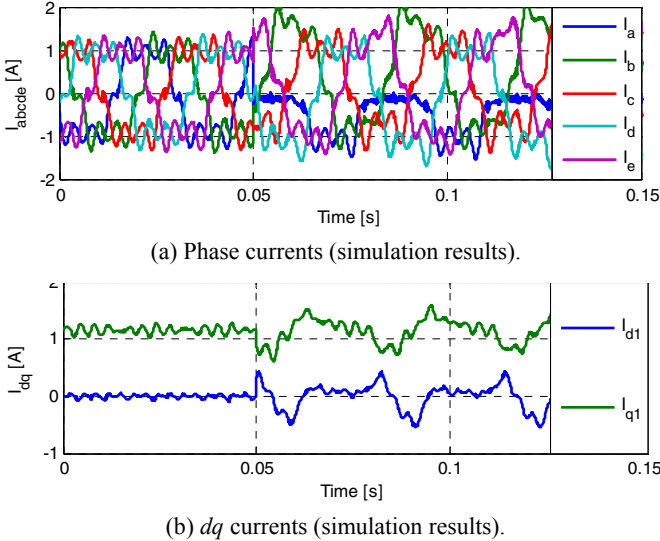 2
1
0
-1
-2
I_abcde [A]
0
0.05
0.1
0.15
Time [s]
I_a
I_b
I_c
I_d
I_e
(a) Phase currents (simulation results).
2
1
0
-1
I_dq [A]
0
0.05
0.1
0.15
Time [s]
I_d1
I_q1
(b) dq currents (simulation results).